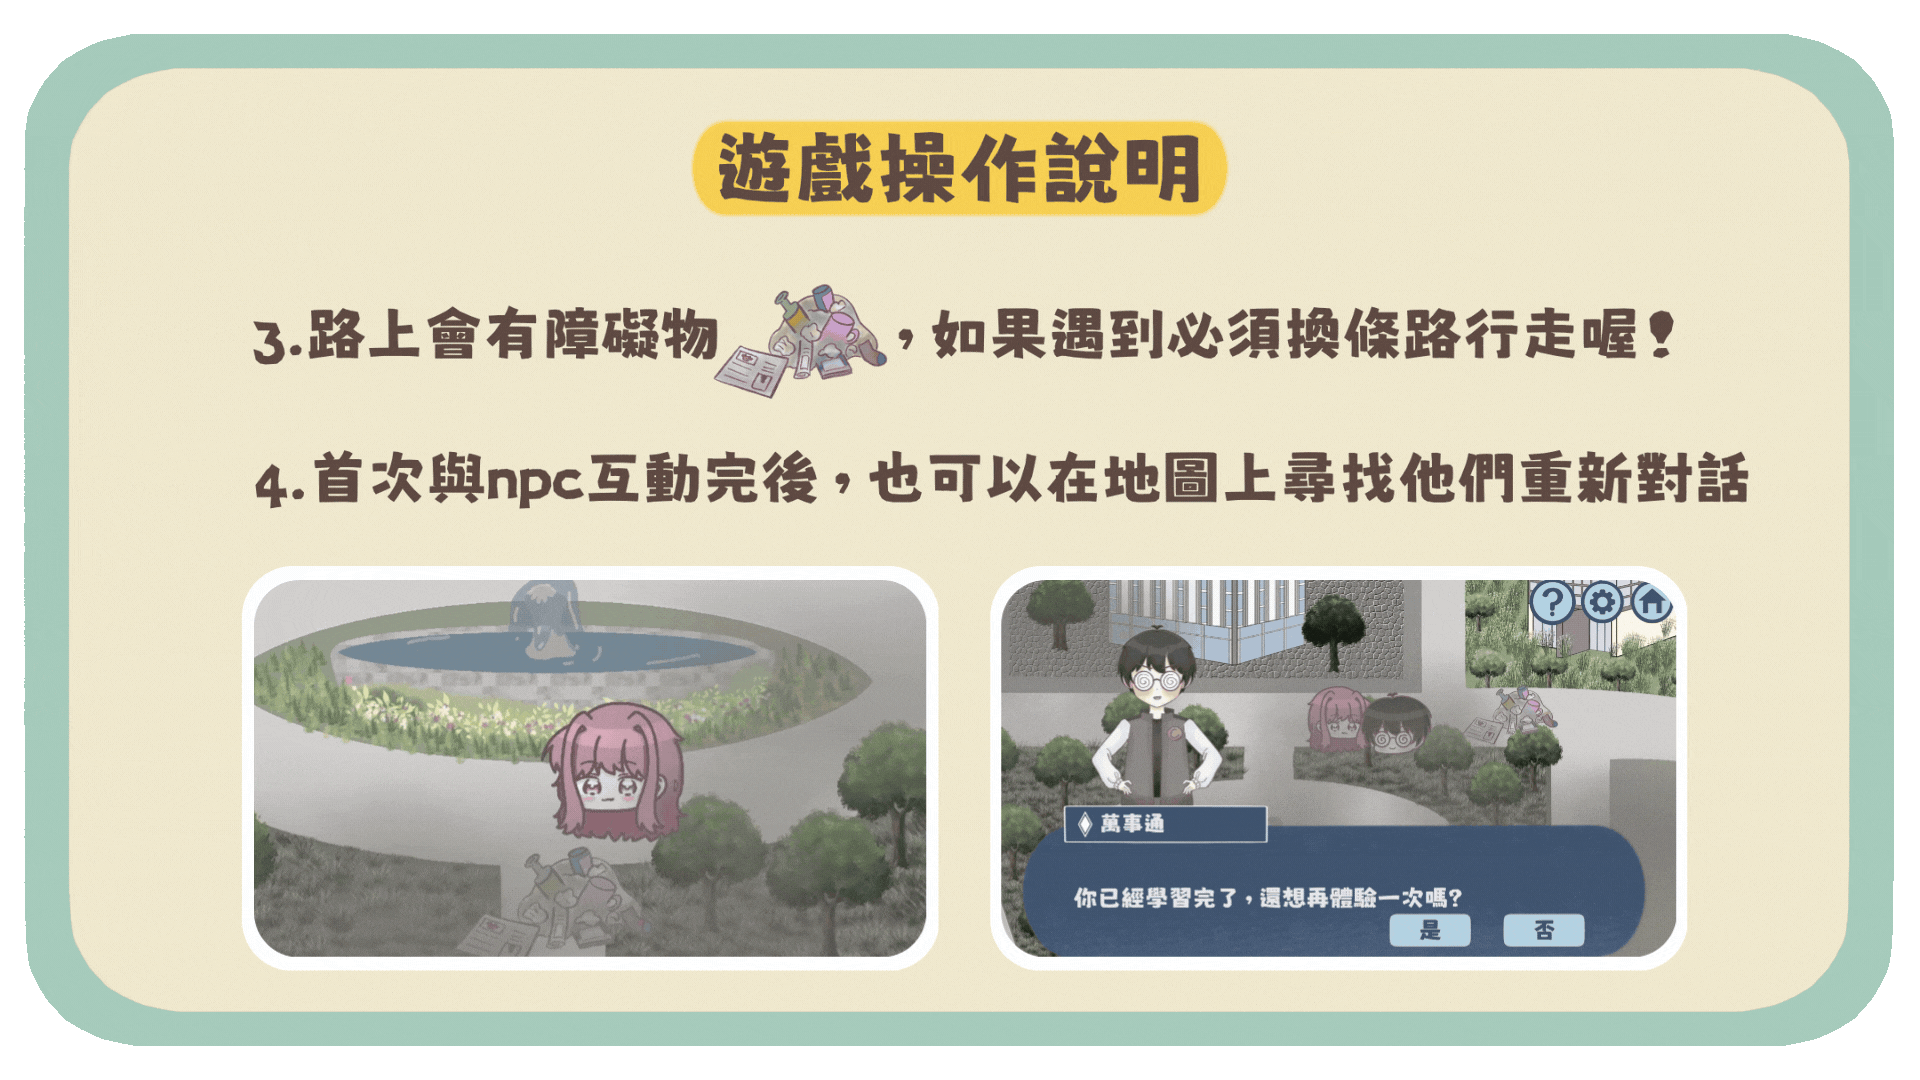 遊戲操作說明
3.路上會有障礙物，如果遇到必須換條路行走喔！
4.首次與npc互動完後，也可以在地圖上尋找他們重新對話
?
萬事通
你已經學習完了，還想再體驗一次嗎？
是 否